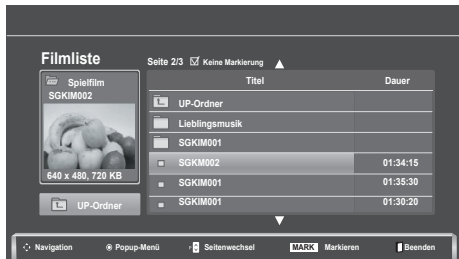 Filmliste
Seite 2/3 Keine Markierung
Spielfilm
SGKIM002
640 x 480, 720 KB
UP-Ordner
Titel Dauer
UP-Ordner
Lieblingsmusik
SGKIM001
SGKM002 01:34:15
SGKIM001 01:35:30
SGKIM001 01:30:20
Navigation Popup-Menü Seitenwechsel MARK Markieren Beenden